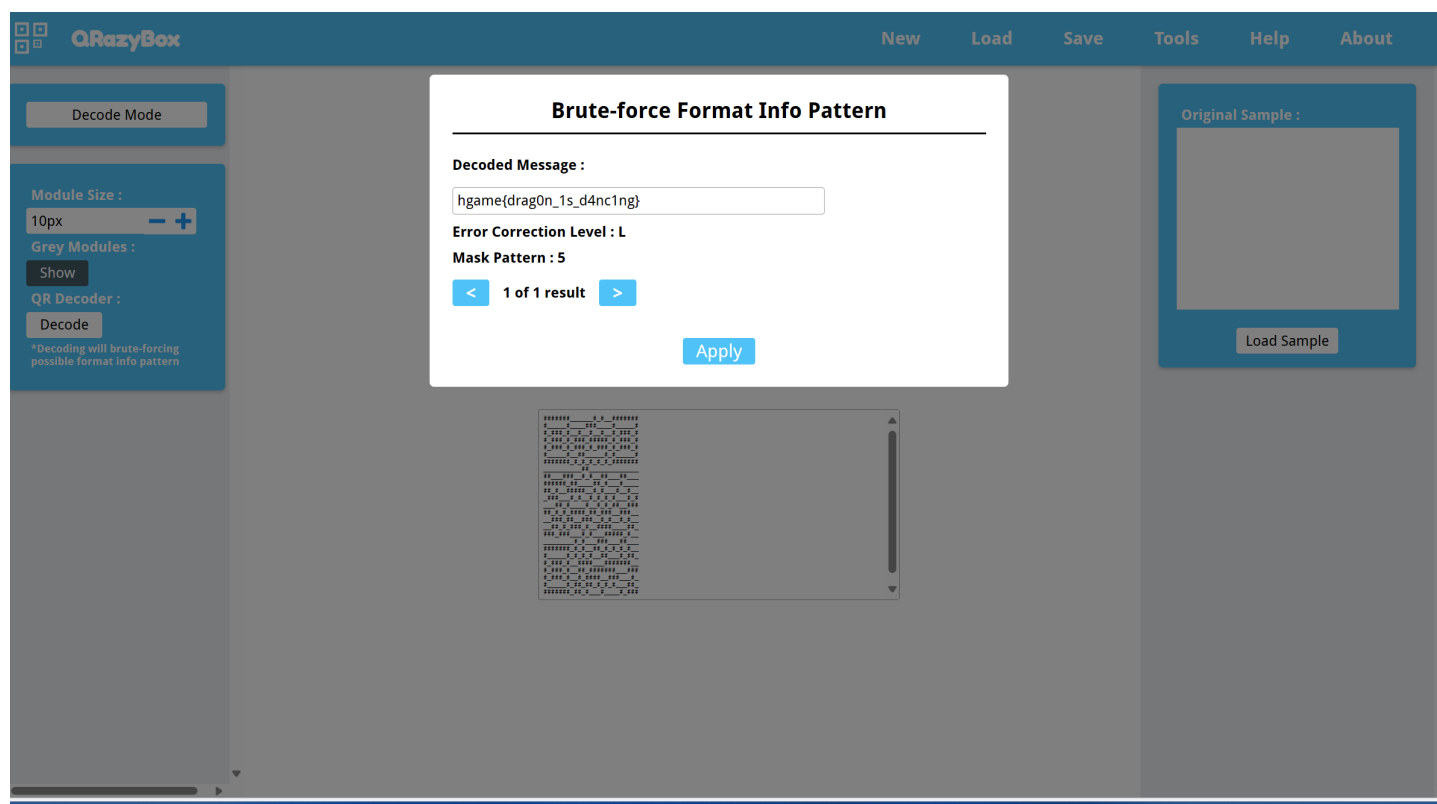 QRazyBox
New Load Save Tools Help About
Decode Mode
Module Size :
10px
Grey Modules :
Show
QR Decoder :
Decode
*Decoding will brute-forcing
possible format info pattern
Brute-force Format Info Pattern
Decoded Message :
hgame{drag0n_1s_d4nc1ng}
Error Correction Level : L
Mask Pattern : 5
< 1 of 1 result >
Apply
Original Sample :
Load Sample